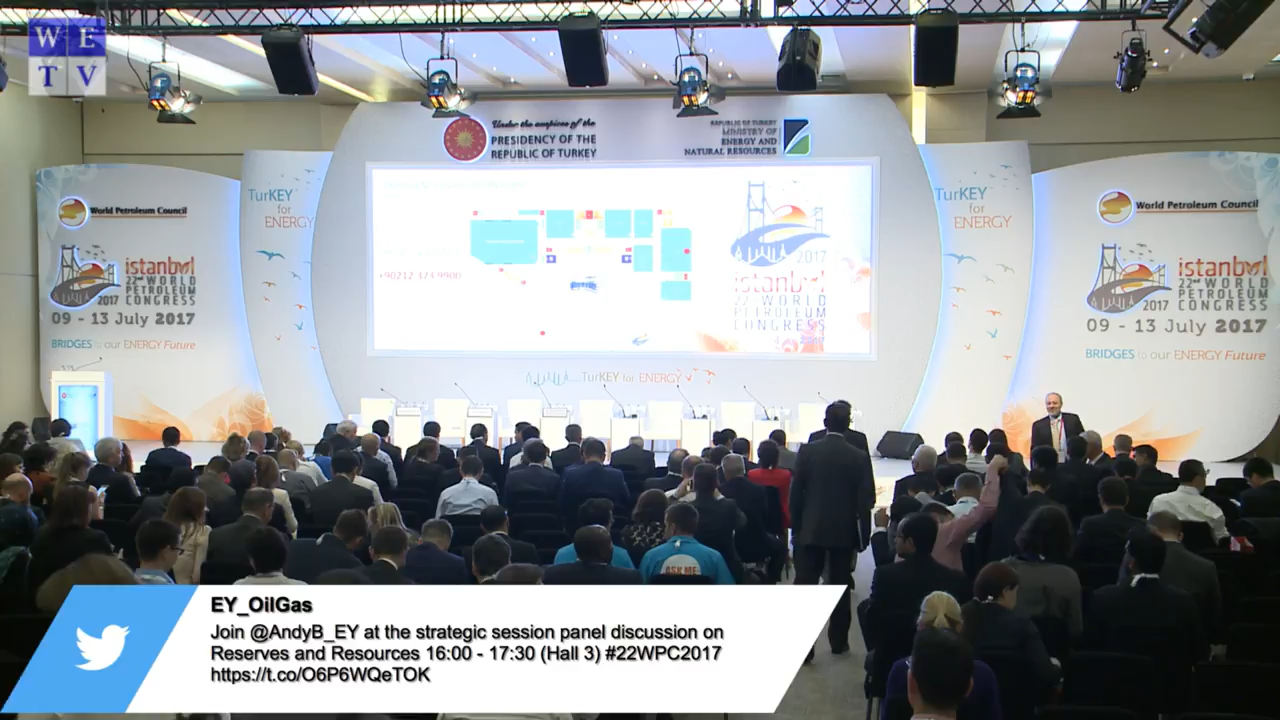 WE
TV
Under the auspices of the
PRESIDENCY OF THE
REPUBLIC OF TURKEY
REPUBLIC OF TURKEY
MINISTRY OF
ENERGY AND
NATURAL RESOURCES
World Petroleum Council
istanbul
22nd WORLD
PETROLEUM
2017 CONGRESS
09 - 13 July 2017
BRIDGES to our ENERGY Future
TurKEY
for
ENERGY
+90212 373 9900
2017
istanbul
22nd WORLD
PETROLEUM
CONGRESS
TurKEY for ENERGY
TurKEY
for
ENERGY
World Petroleum Council
istanbul
22nd WORLD
PETROLEUM
2017 CONGRESS
09 - 13 July 2017
BRIDGES to our ENERGY Future
ASK ME
EY_OilGas
Join @AndyB_EY at the strategic session panel discussion on
Reserves and Resources 16:00 - 17:30 (Hall 3) #22WPC2017
https://t.co/O6P6WQeTOK